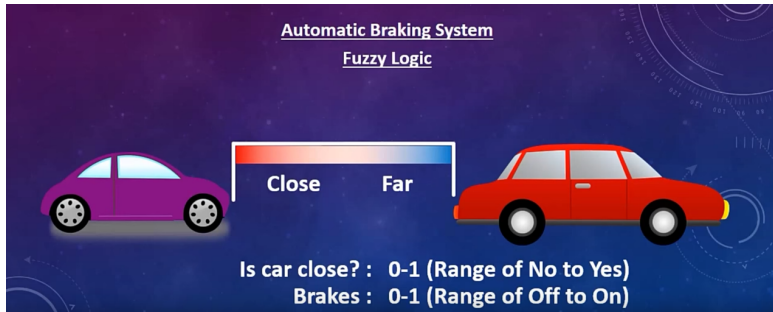 Automatic Braking System
Fuzzy Logic
Close Far
Is car close? : 0-1 (Range of No to Yes)
Brakes : 0-1 (Range of Off to On)